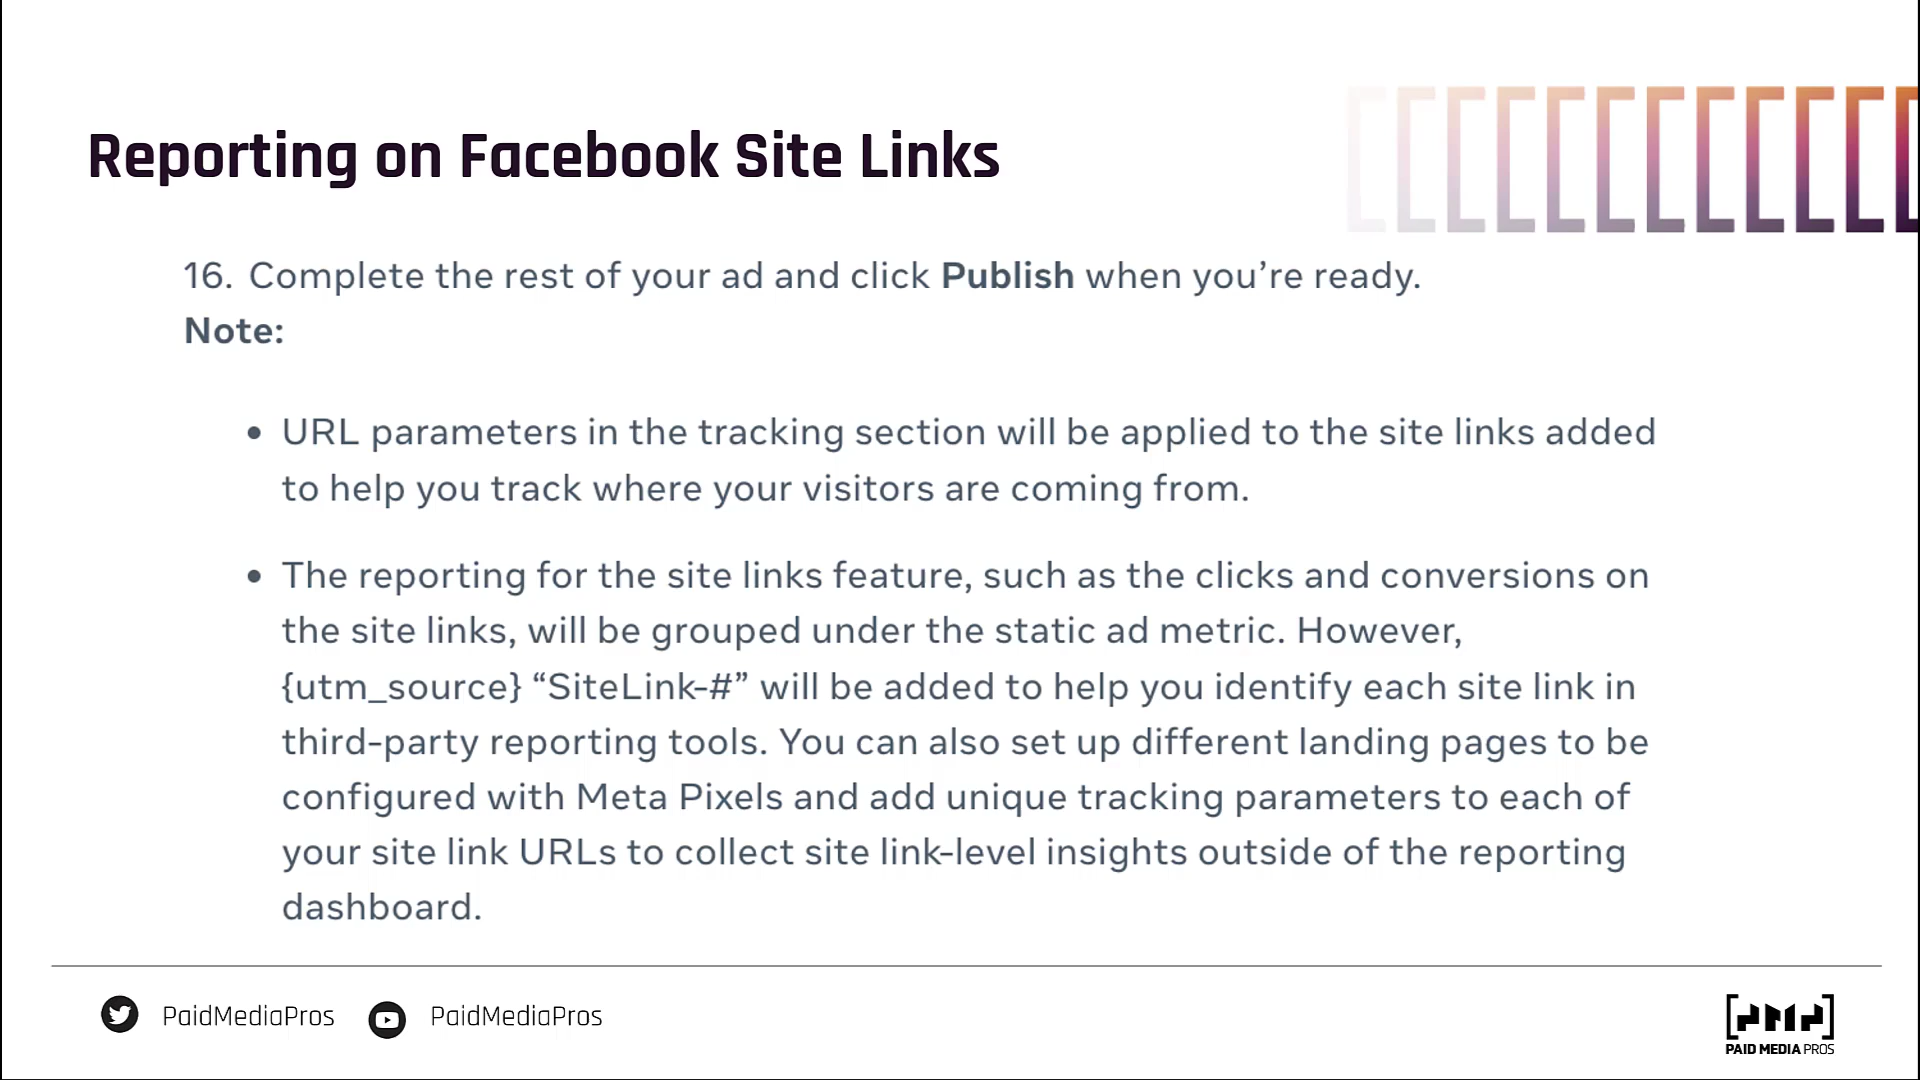 Reporting on Facebook Site Links
16. Complete the rest of your ad and click Publish when you’re ready.
Note:
• URL parameters in the tracking section will be applied to the site links added
to help you track where your visitors are coming from.
• The reporting for the site links feature, such as the clicks and conversions on
the site links, will be grouped under the static ad metric. However,
{utm_source} “SiteLink-#” will be added to help you identify each site link in
third-party reporting tools. You can also set up different landing pages to be
configured with Meta Pixels and add unique tracking parameters to each of
your site link URLs to collect site link-level insights outside of the reporting
dashboard.
PaidMediaPros PaidMediaPros
PMP
PAID MEDIA PROS